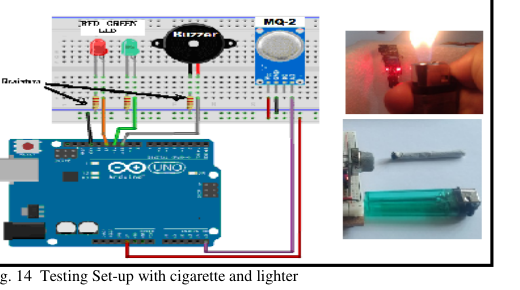 RED GREEN
LED
Buzzer
MQ-2
Resistors
UNO
g. 14 Testing Set-up with cigarette and lighter